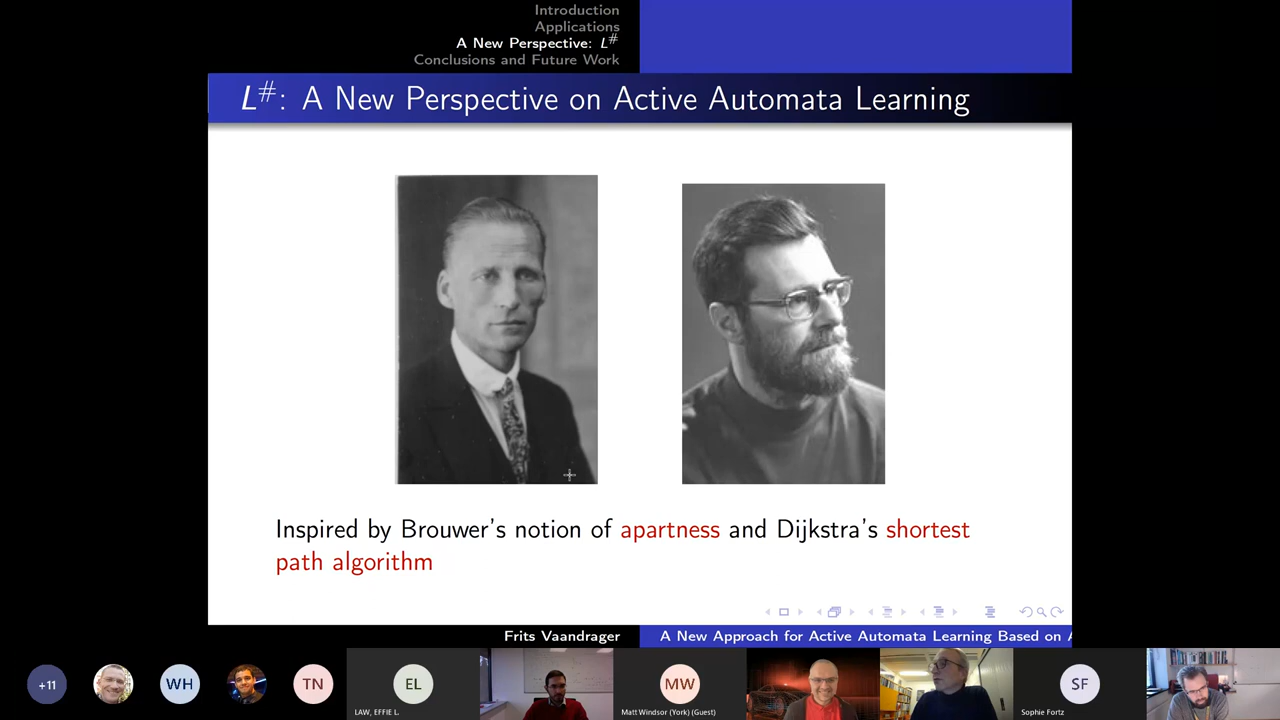 Introduction
Applications
A New Perspective: L#
Conclusions and Future Work
L#: A New Perspective on Active Automata Learning
Inspired by Brouwer's notion of apartness and Dijkstra's shortest
path algorithm
Frits Vaandrager
A New Approach for Active Automata Learning Based on A
+11
WH
TN
EL
LAW, EFFIE L.
MW
Matt Windsor (York) (Guest)
SF
Sophie Fortz